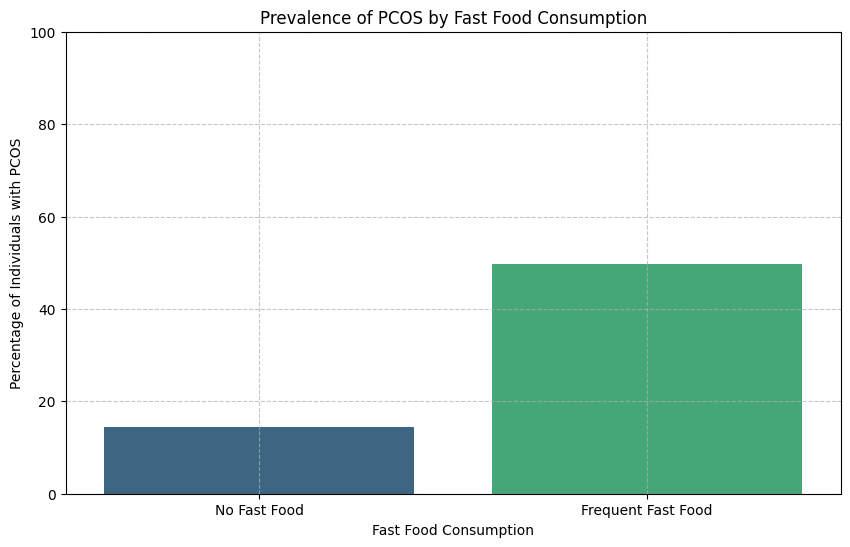 Prevalence of PCOS by Fast Food Consumption
Percentage of Individuals with PCOS
100
80
60
40
20
0
No Fast Food
Frequent Fast Food
Fast Food Consumption